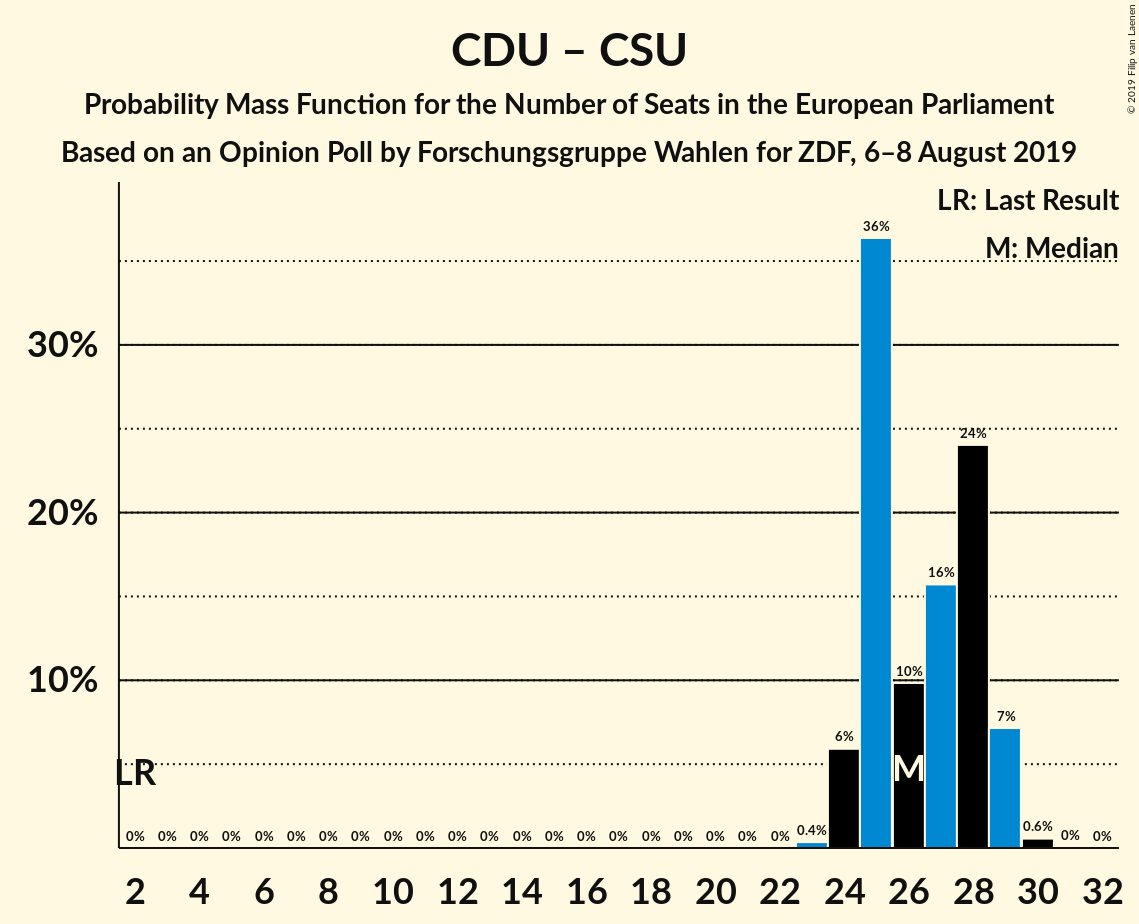 CDU – CSU
Probability Mass Function for the Number of Seats in the European Parliament
Based on an Opinion Poll by Forschungsgruppe Wahlen for ZDF, 6–8 August 2019
© 2019 Filip van Laenen
LR: Last Result
M: Median
36%
30%
24%
20%
16%
10%
10%
7%
6%
LR
M
0% 0% 0% 0% 0% 0% 0% 0% 0% 0% 0% 0% 0% 0% 0% 0% 0% 0% 0% 0% 0% 0.4% 0.6% 0% 0%
2 4 6 8 10 12 14 16 18 20 22 24 26 28 30 32